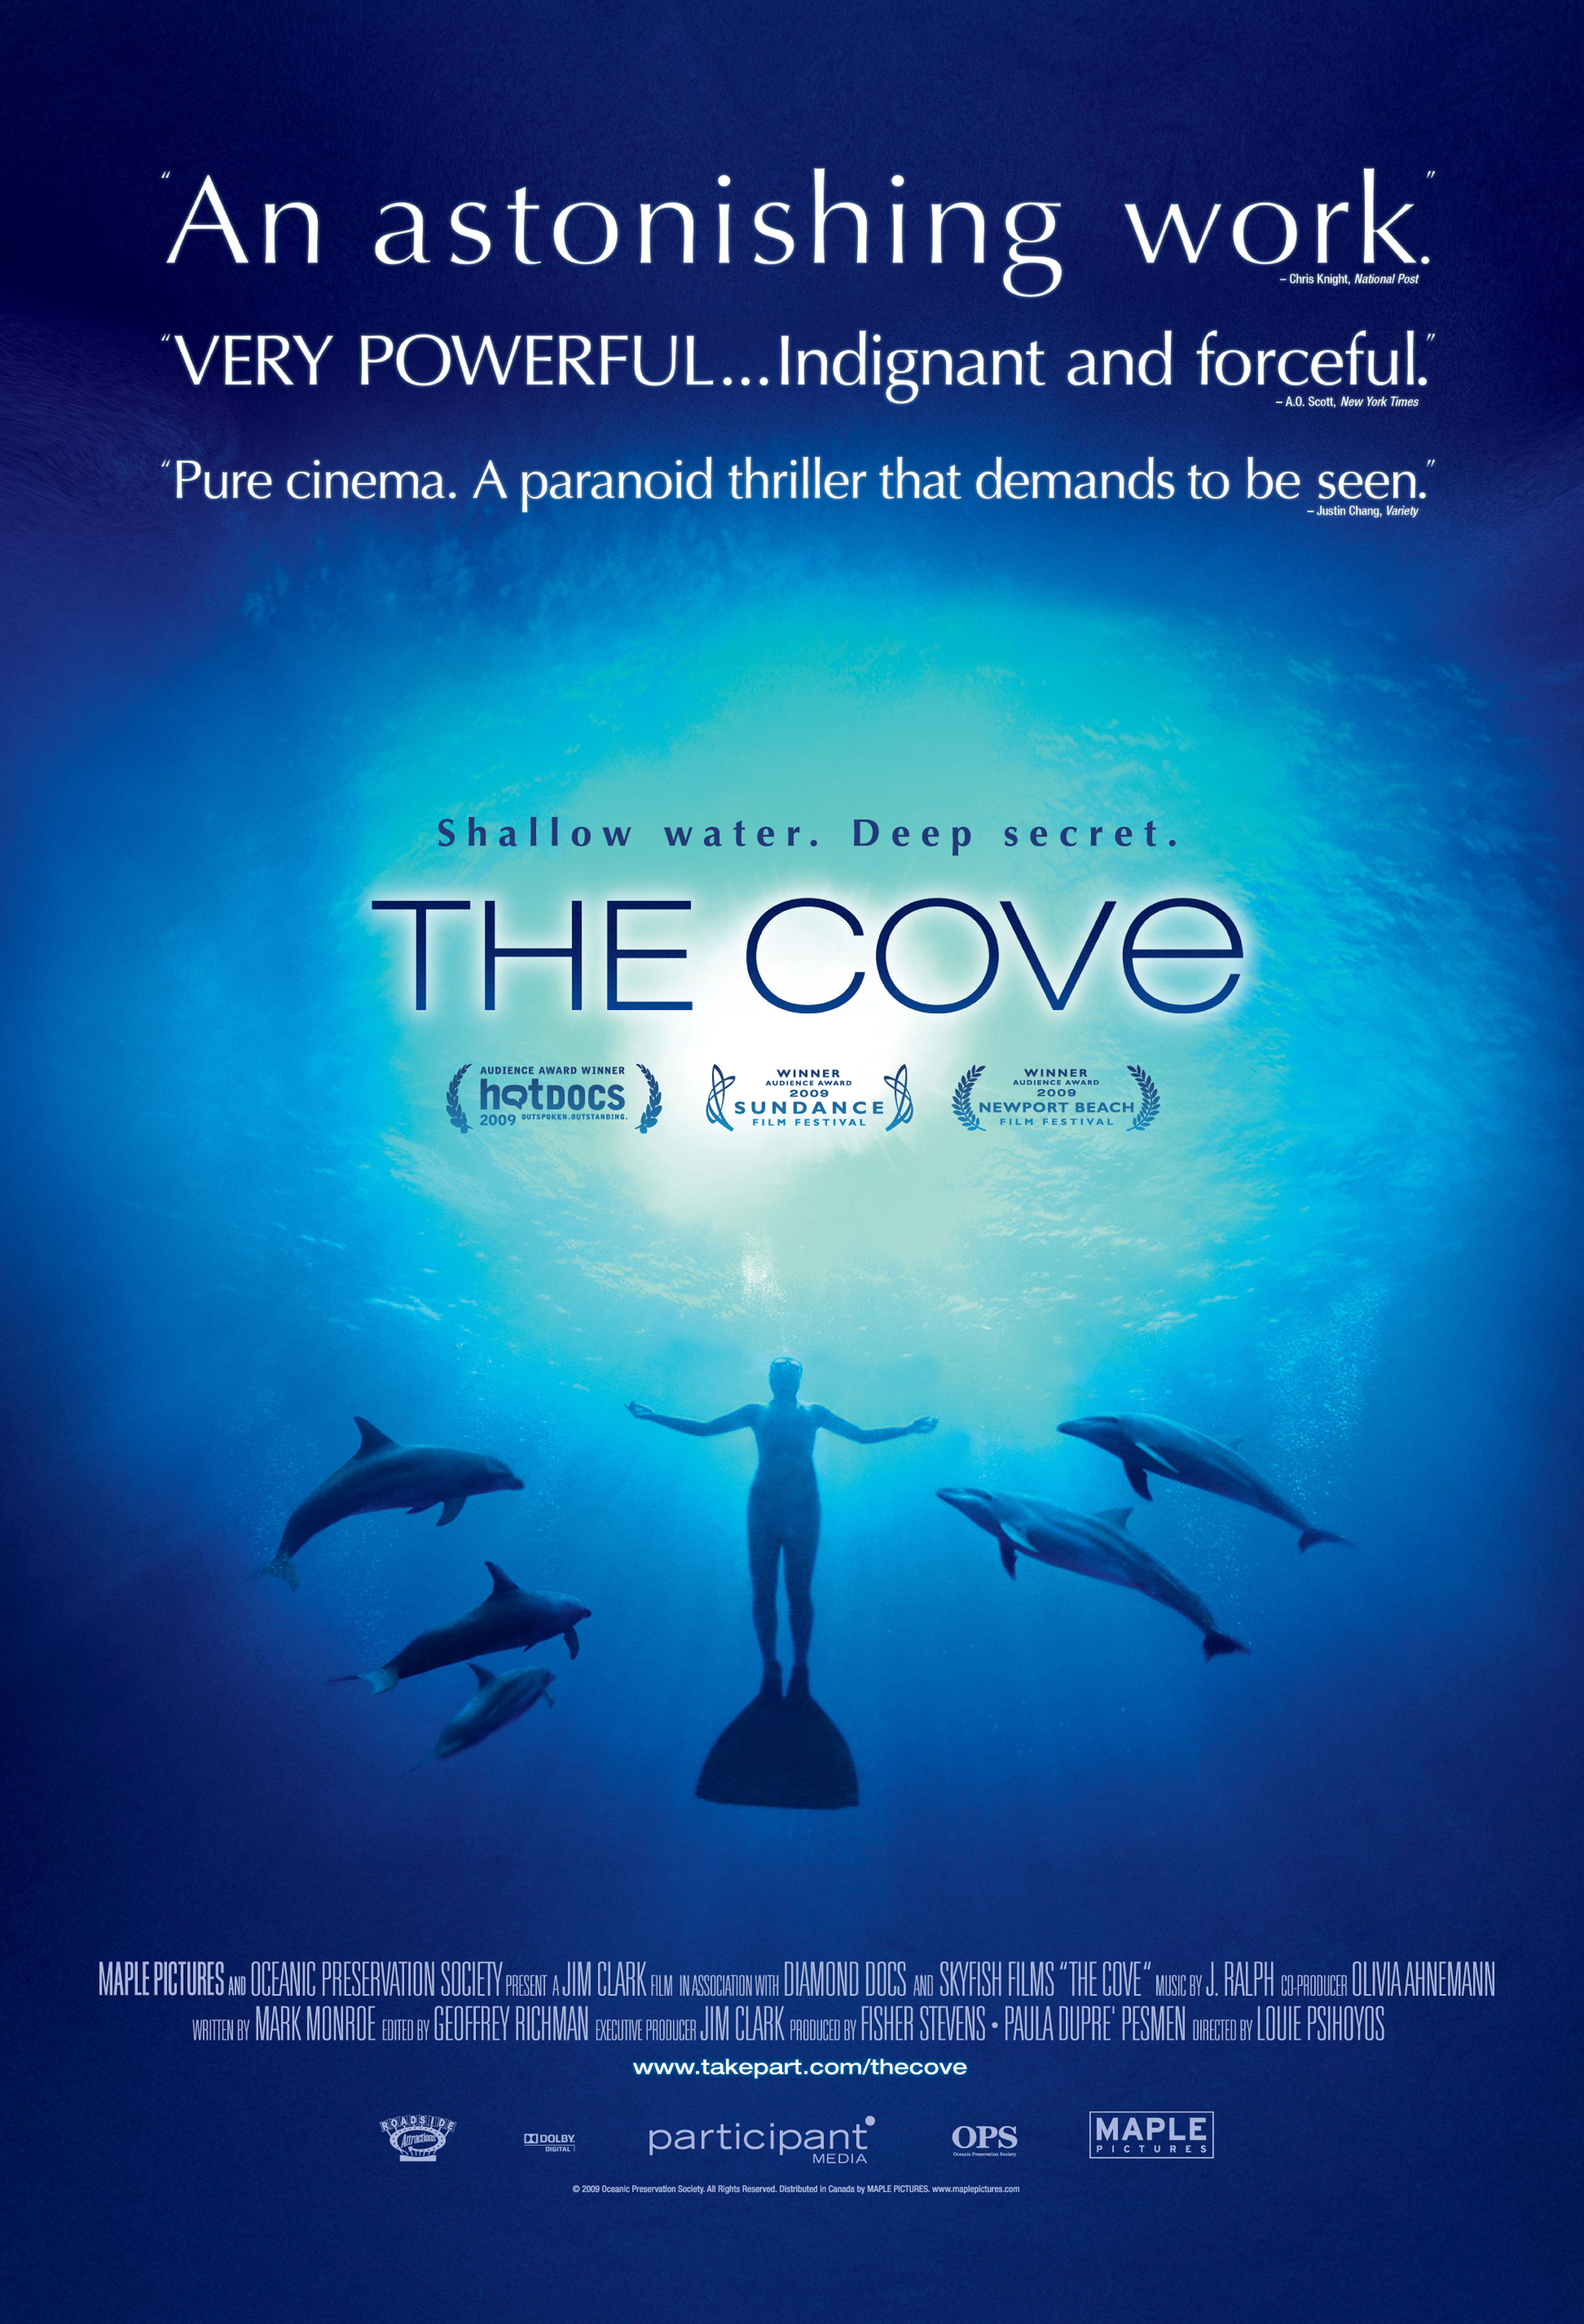 “An astonishing work.”
– Chris Knight, National Post
“VERY POWERFUL...Indignant and forceful.”
– A.O. Scott, New York Times
“Pure cinema. A paranoid thriller that demands to be seen.”
– Justin Chang, Variety
Shallow water. Deep secret.
THE COVE
AUDIENCE AWARD WINNER
hotDOCS
2009 OUTSPOKEN.OUTSTANDING.
WINNER
AUDIENCE AWARD
2009
SUNDANCE
FILM FESTIVAL
WINNER
AUDIENCE AWARD
2009
NEWPORT BEACH
FILM FESTIVAL
MAPLE PICTURES AND OCEANIC PRESERVATION SOCIETY PRESENT A JIM CLARK FILM IN ASSOCIATION WITH DIAMOND DOCS AND SKYFISH FILMS "THE COVE" MUSIC BY J. RALPH CO-PRODUCER OLIVIA AHNEMANN
WRITTEN BY MARK MONROE EDITED BY GEOFFREY RICHMAN EXECUTIVE PRODUCER JIM CLARK PRODUCED BY FISHER STEVENS • PAULA DUPRE' PESMEN DIRECTED BY LOUIE PSIHOYOS
www.takepart.com/thecove
ROADSIDE
Attractions
DOLBY
DIGITAL
participant
MEDIA
OPS
Oceanic Preservation Society
MAPLE
PICTURES
© 2009 Oceanic Preservation Society. All Rights Reserved. Distributed in Canada by MAPLE PICTURES. www.maplepictures.com